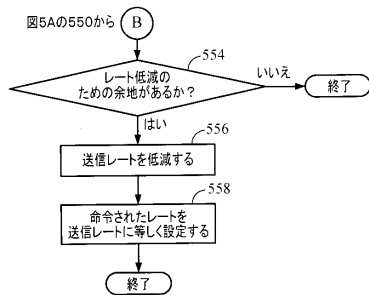 図5Aの550から
B
554
レート低減の
ための余地があるか?
いいえ
終了
はい
556
送信レートを低減する
558
命令されたレートを
送信レートに等しく設定する
終了